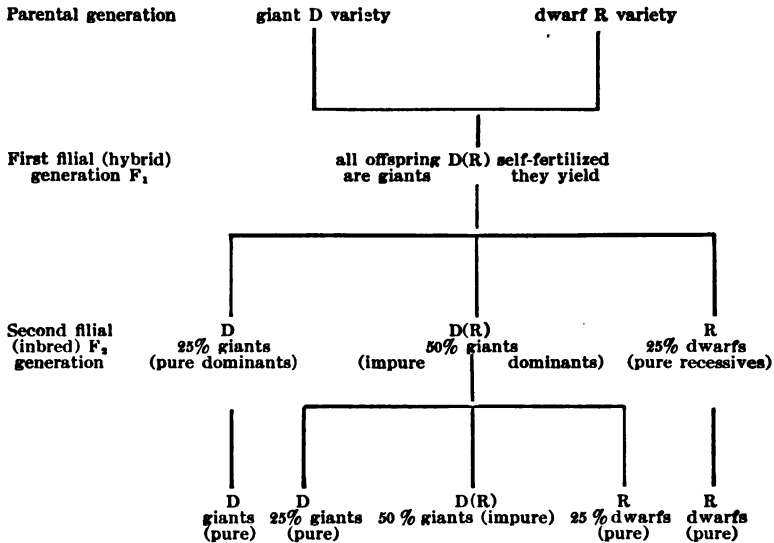 Parental generation giant D variety dwarf R variety
First filial (hybrid) all offspring D(R) self-fertilized
generation F₁ are giants they yield
Second filial D D(R) R
(inbred) F₂ 25% giants 50% giants 25% dwarfs
generation (pure dominants) (impure dominants) (pure recessives)
D D D(R) R R
giants 25% giants 50 % giants (impure) 25 % dwarfs dwarfs
(pure) (pure) (pure) (pure)